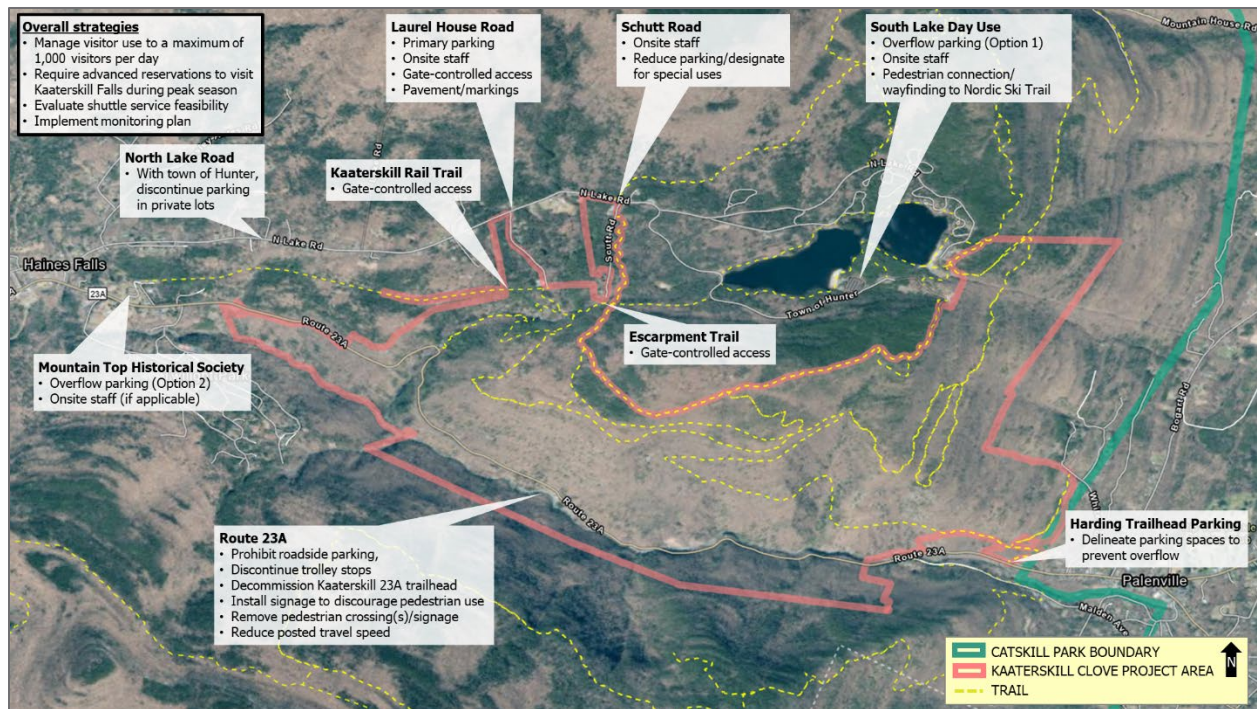 Overall strategies
• Manage visitor use to a maximum of
1,000 visitors per day
• Require advanced reservations to visit
Kaaterskill Falls during peak season
• Evaluate shuttle service feasibility
• Implement monitoring plan
Laurel House Road
• Primary parking
• Onsite staff
• Gate-controlled access
• Pavement/markings
Schutt Road
• Onsite staff
• Reduce parking/designate
for special uses
South Lake Day Use
• Overflow parking (Option 1)
• Onsite staff
• Pedestrian connection/
wayfinding to Nordic Ski Trail
Mountain House Rd
North Lake Road
• With town of Hunter,
discontinue parking
in private lots
Rd
Kaaterskill Rail Trail
• Gate-controlled access
N Lake Rd
N Lake Rd
N Lake Rd
Scutt Rd
Haines Falls
23A
Route 23A
Town of Hunter
Escarpment Trail
• Gate-controlled access
Mountain Top Historical Society
• Overflow parking (Option 2)
• Onsite staff (if applicable)
Bogart Rd
Route 23A
• Prohibit roadside parking,
• Discontinue trolley stops
• Decommission Kaaterskill 23A trailhead
• Install signage to discourage pedestrian use
• Remove pedestrian crossing(s)/signage
• Reduce posted travel speed
Route 23A
Route 23A
Harding Trailhead Parking
• Delineate parking spaces to
prevent overflow
Palenville
Malden Ave
CATSKILL PARK BOUNDARY
KAATERSKILL CLOVE PROJECT AREA
TRAIL
N